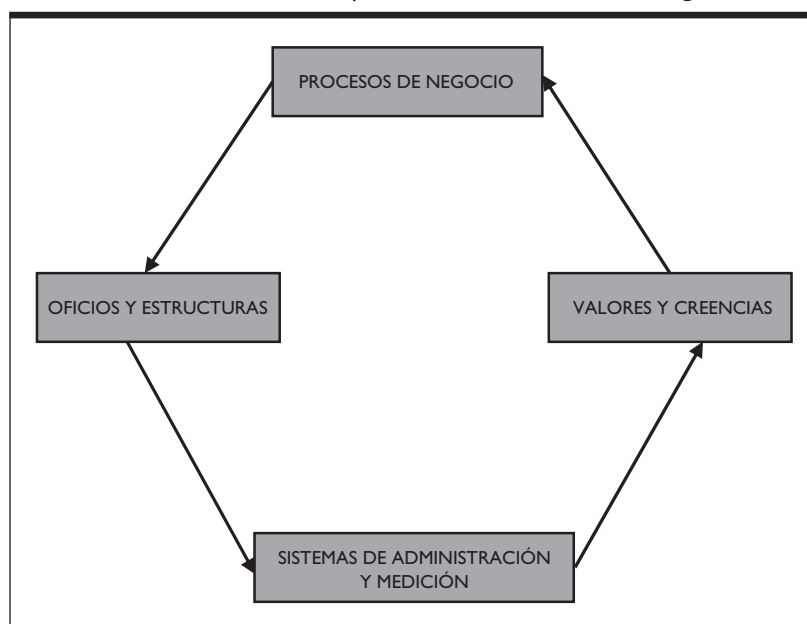 PROCESOS DE NEGOCIO
OFICIOS Y ESTRUCTURAS
VALORES Y CREENCIAS
SISTEMAS DE ADMINISTRACIÓN
Y MEDICIÓN